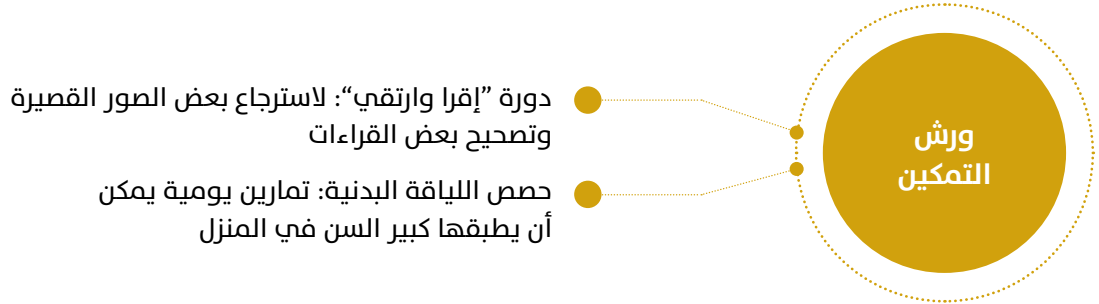 ورش
التمكين
دورة ”إقرا وارتقي“: لاسترجاع بعض الصور القصيرة
وتصحيح بعض القراءات
حصص اللياقة البدنية: تمارين يومية يمكن
أن يطبقها كبير السن في المنزل